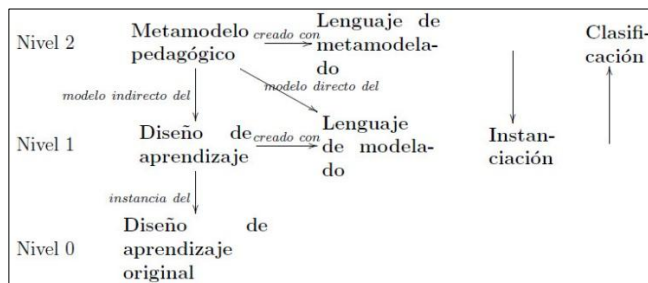 Nivel 2
Metamodelo
pedagógico
creado con
Lenguaje de
metamodela-
do
Clasifi-
cación
modelo indirecto del
modelo directo del
Nivel 1
Diseño de
aprendizaje
creado con
Lenguaje
de modela-
do
Instan-
ciación
instancia del
Nivel 0
Diseño de
aprendizaje
original